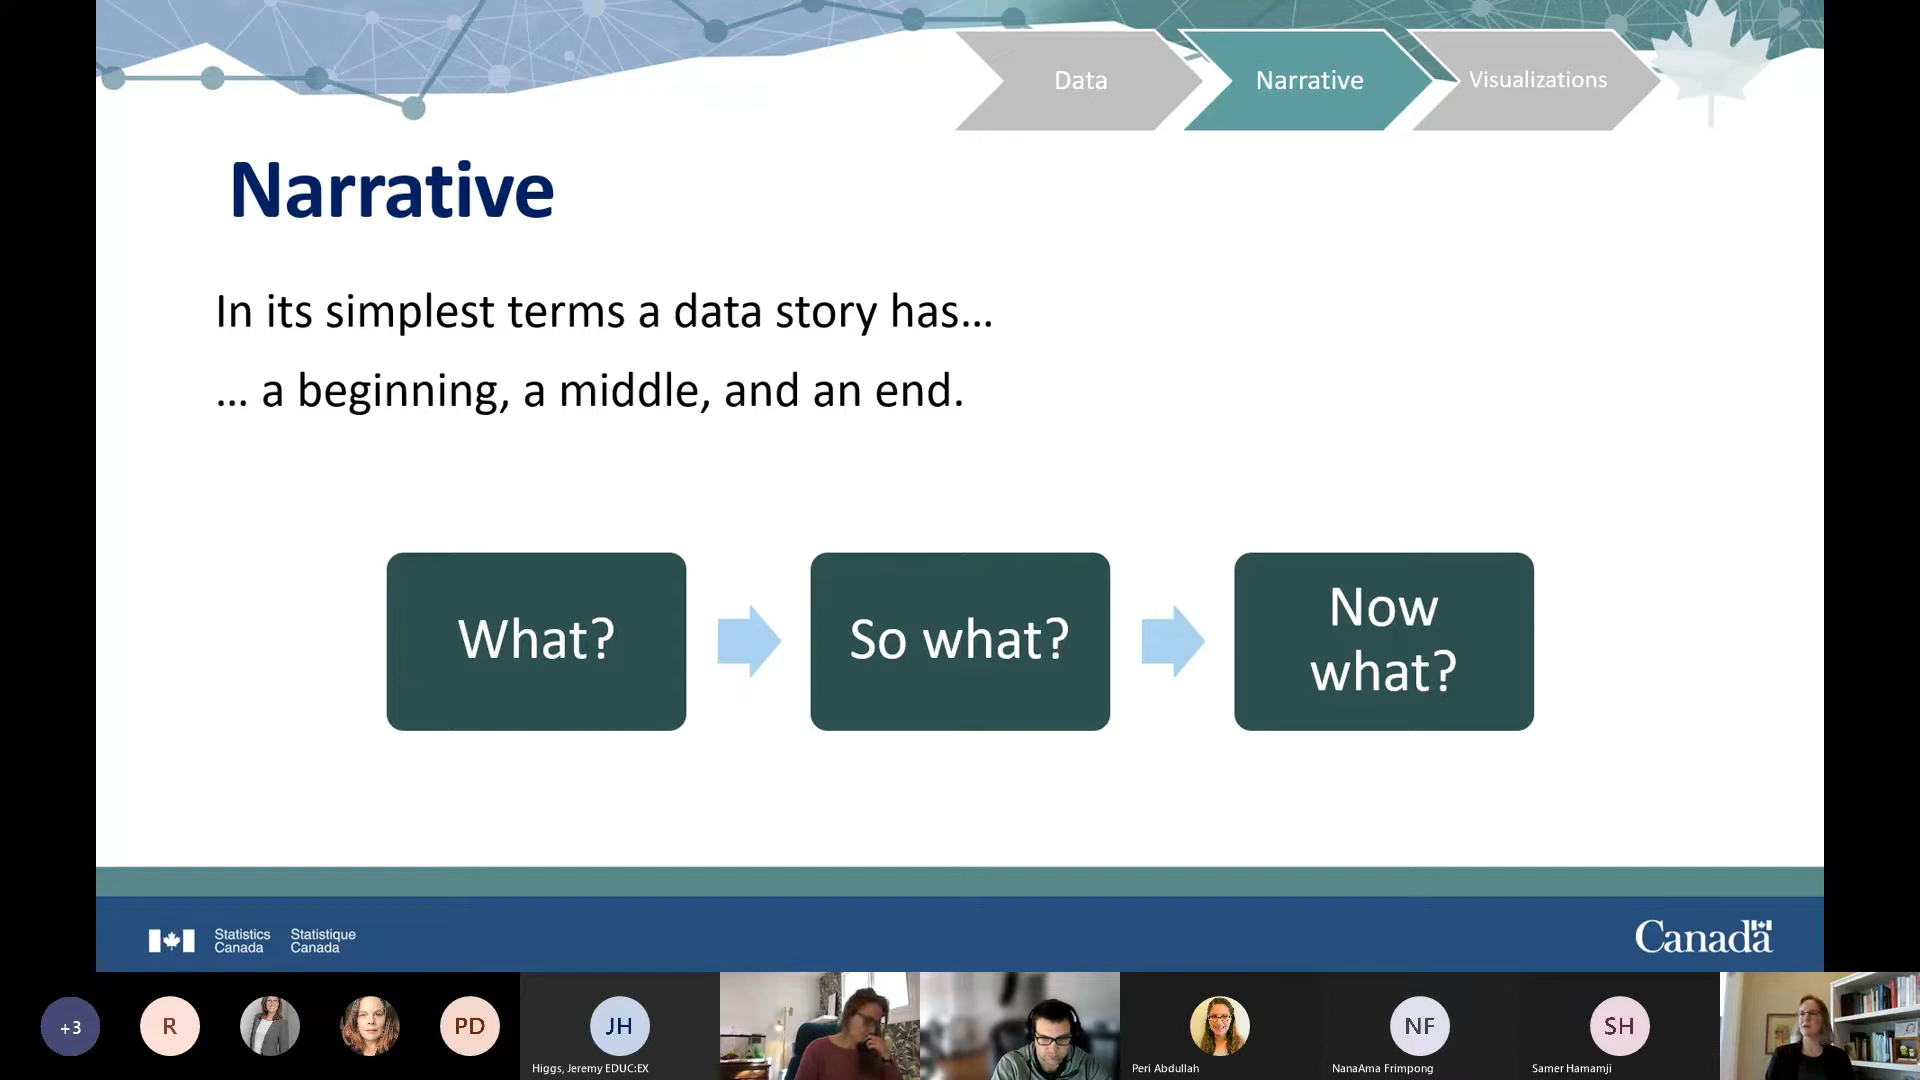 Data
Narrative
Visualizations
Narrative
In its simplest terms a data story has...
... a beginning, a middle, and an end.
What?
So what?
Now
what?
Statistics
Canada
Statistique
Canada
Canada
+3
R
PD
JH
NF
SH
Higgs, Jeremy EDUC:EX
Peri Abdullah
NanaAma Frimpong
Samer Hamamji